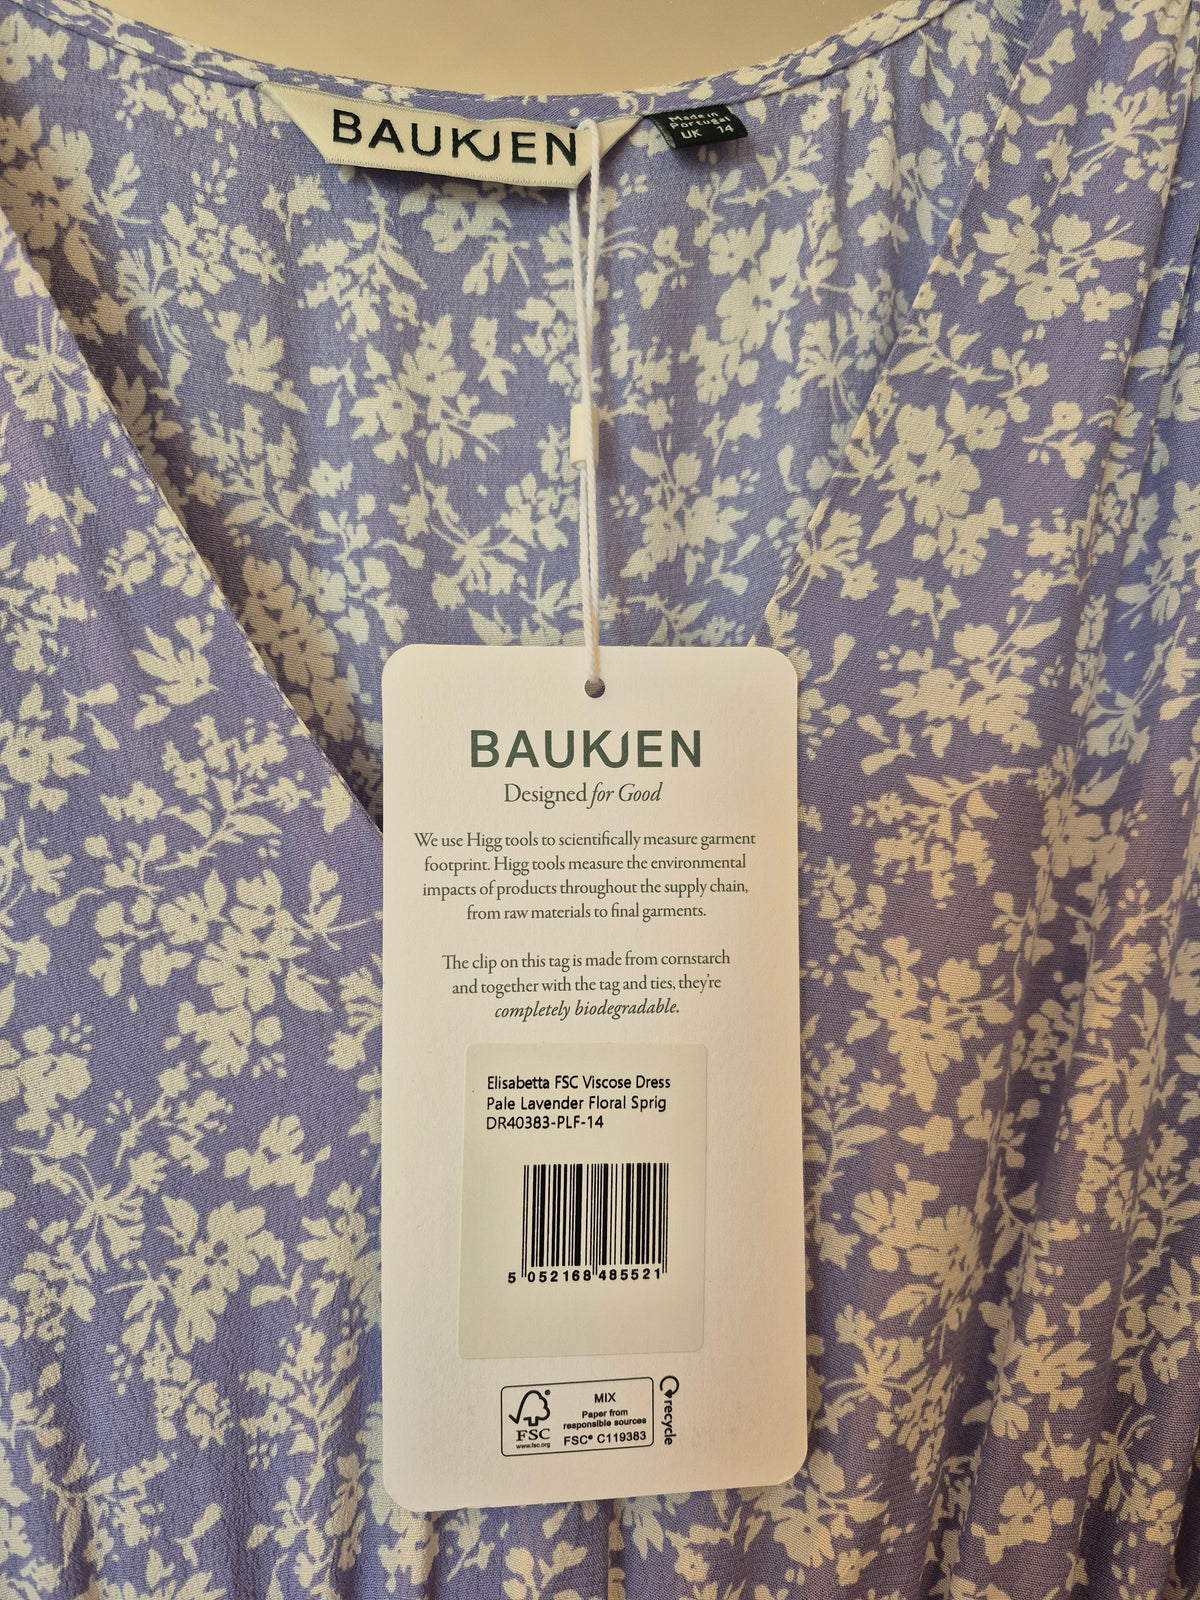 BAUKJEN
Made in
Portugal
UK 14
BAUKJEN
Designed for Good
We use Higg tools to scientifically measure garment
footprint. Higg tools measure the environmental
impacts of products throughout the supply chain,
from raw materials to final garments.
The clip on this tag is made from cornstarch
and together with the tag and ties, they're
completely biodegradable.
Elisabetta FSC Viscose Dress
Pale Lavender Floral Sprig
DR40383-PLF-14
5 052168 485521
FSC
www.fsc.org
MIX
Paper from
responsible sources
FSC® C119383
recycle